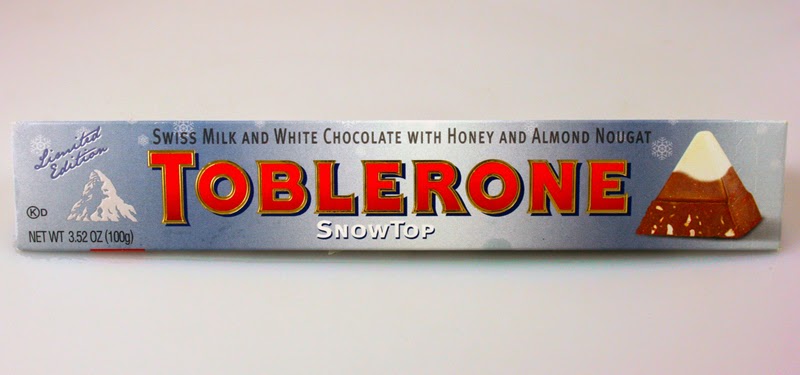 Limited
Edition
SWISS MILK AND WHITE CHOCOLATE WITH HONEY AND ALMOND NOUGAT
TOBLERONE
SNOWTOP
K D
NET WT 3.52 OZ (100g)